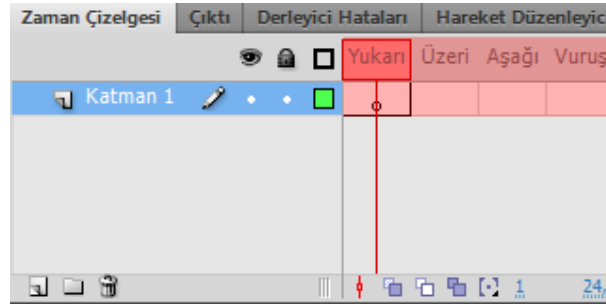 Zaman Çizelgesi Çıktı Derleyici Hataları Hareket Düzenleyic
Yukarı Üzeri Aşağı Vuruş
Katman 1
1 24,